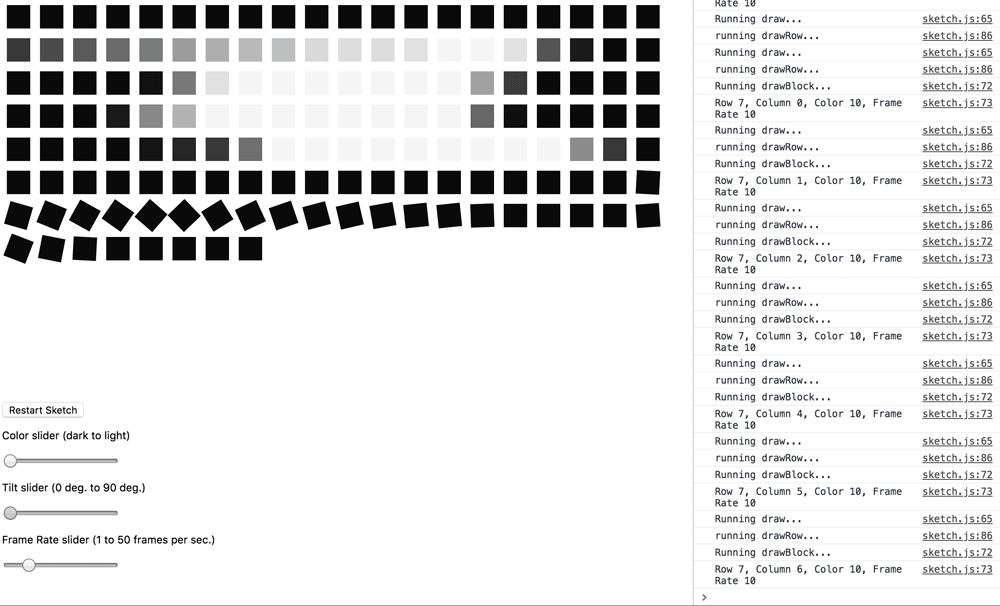 Restart Sketch
Color slider (dark to light)
Tilt slider (0 deg. to 90 deg.)
Frame Rate slider (1 to 50 frames per sec.)
Rate 10
Running draw... sketch.js:65
running drawRow... sketch.js:86
Running draw... sketch.js:65
running drawRow... sketch.js:86
Running drawBlock... sketch.js:72
Row 7, Column 0, Color 10, Frame sketch.js:73
Rate 10
Running draw... sketch.js:65
running drawRow... sketch.js:86
Running drawBlock... sketch.js:72
Row 7, Column 1, Color 10, Frame sketch.js:73
Rate 10
Running draw... sketch.js:65
running drawRow... sketch.js:86
Running drawBlock... sketch.js:72
Row 7, Column 2, Color 10, Frame sketch.js:73
Rate 10
Running draw... sketch.js:65
running drawRow... sketch.js:86
Running drawBlock... sketch.js:72
Row 7, Column 3, Color 10, Frame sketch.js:73
Rate 10
Running draw... sketch.js:65
running drawRow... sketch.js:86
Running drawBlock... sketch.js:72
Row 7, Column 4, Color 10, Frame sketch.js:73
Rate 10
Running draw... sketch.js:65
running drawRow... sketch.js:86
Running drawBlock... sketch.js:72
Row 7, Column 5, Color 10, Frame sketch.js:73
Rate 10
Running draw... sketch.js:65
running drawRow... sketch.js:86
Running drawBlock... sketch.js:72
Row 7, Column 6, Color 10, Frame sketch.js:73
Rate 10
>